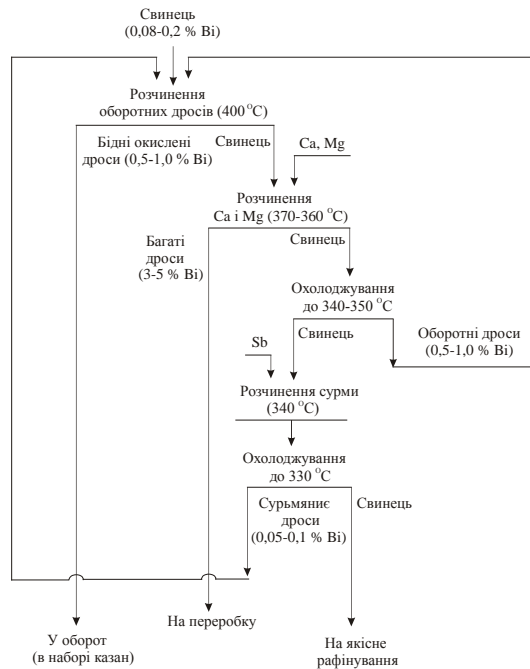 Свинець
(0,08-0,2 % Bi)
Розчинення
оборотних дросів (400°C)
Бідні окислені
дроси (0,5-1,0 % Bi)
Свинець
Ca, Mg
Розчинення
Ca i Mg (370-360 °C)
Багаті
дроси
(3-5 % Bi)
Свинець
Охолоджування
до 340-350 °C
Sb
Свинець
Оборотні дроси
(0,5-1,0 % Bi)
Розчинення сурми
(340 °C)
Охолоджування
до 330 °C
Сурьмяниє
дроси
(0,05-0,1 % Bi)
Свинець
У оборот
(в наборі казан)
На переробку
На якісне
рафінування